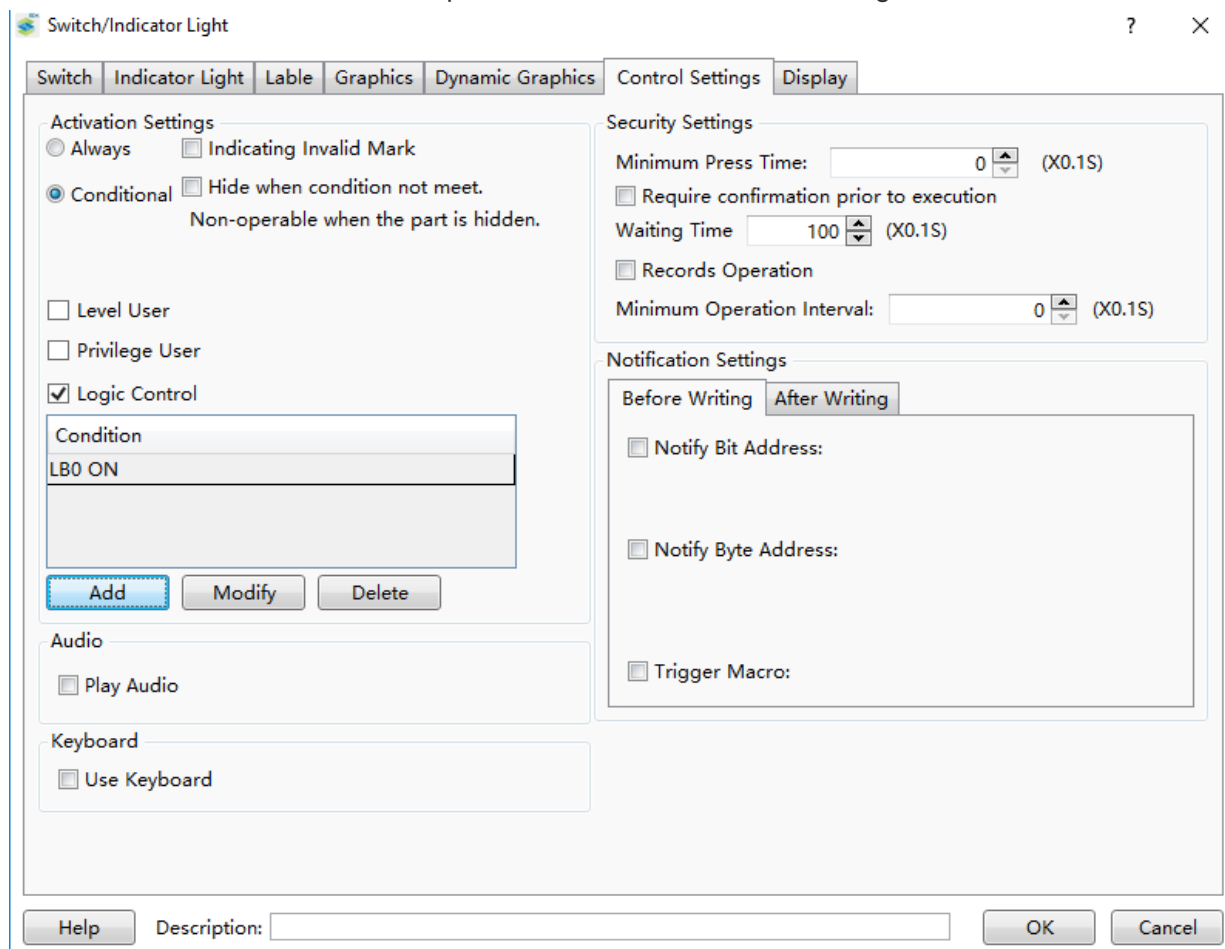 Switch/Indicator Light
?
Switch Indicator Light Lable Graphics Dynamic Graphics Control Settings Display
Activation Settings
Always Indicating Invalid Mark
Conditional Hide when condition not meet.
Non-operable when the part is hidden.
Level User
Privilege User
Logic Control
Condition
LB0 ON
Add Modify Delete
Audio
Play Audio
Keyboard
Use Keyboard
Security Settings
Minimum Press Time: 0 (X0.1S)
Require confirmation prior to execution
Waiting Time 100 (X0.1S)
Records Operation
Minimum Operation Interval: 0 (X0.1S)
Notification Settings
Before Writing After Writing
Notify Bit Address:
Notify Byte Address:
Trigger Macro:
Help Description: OK Cancel